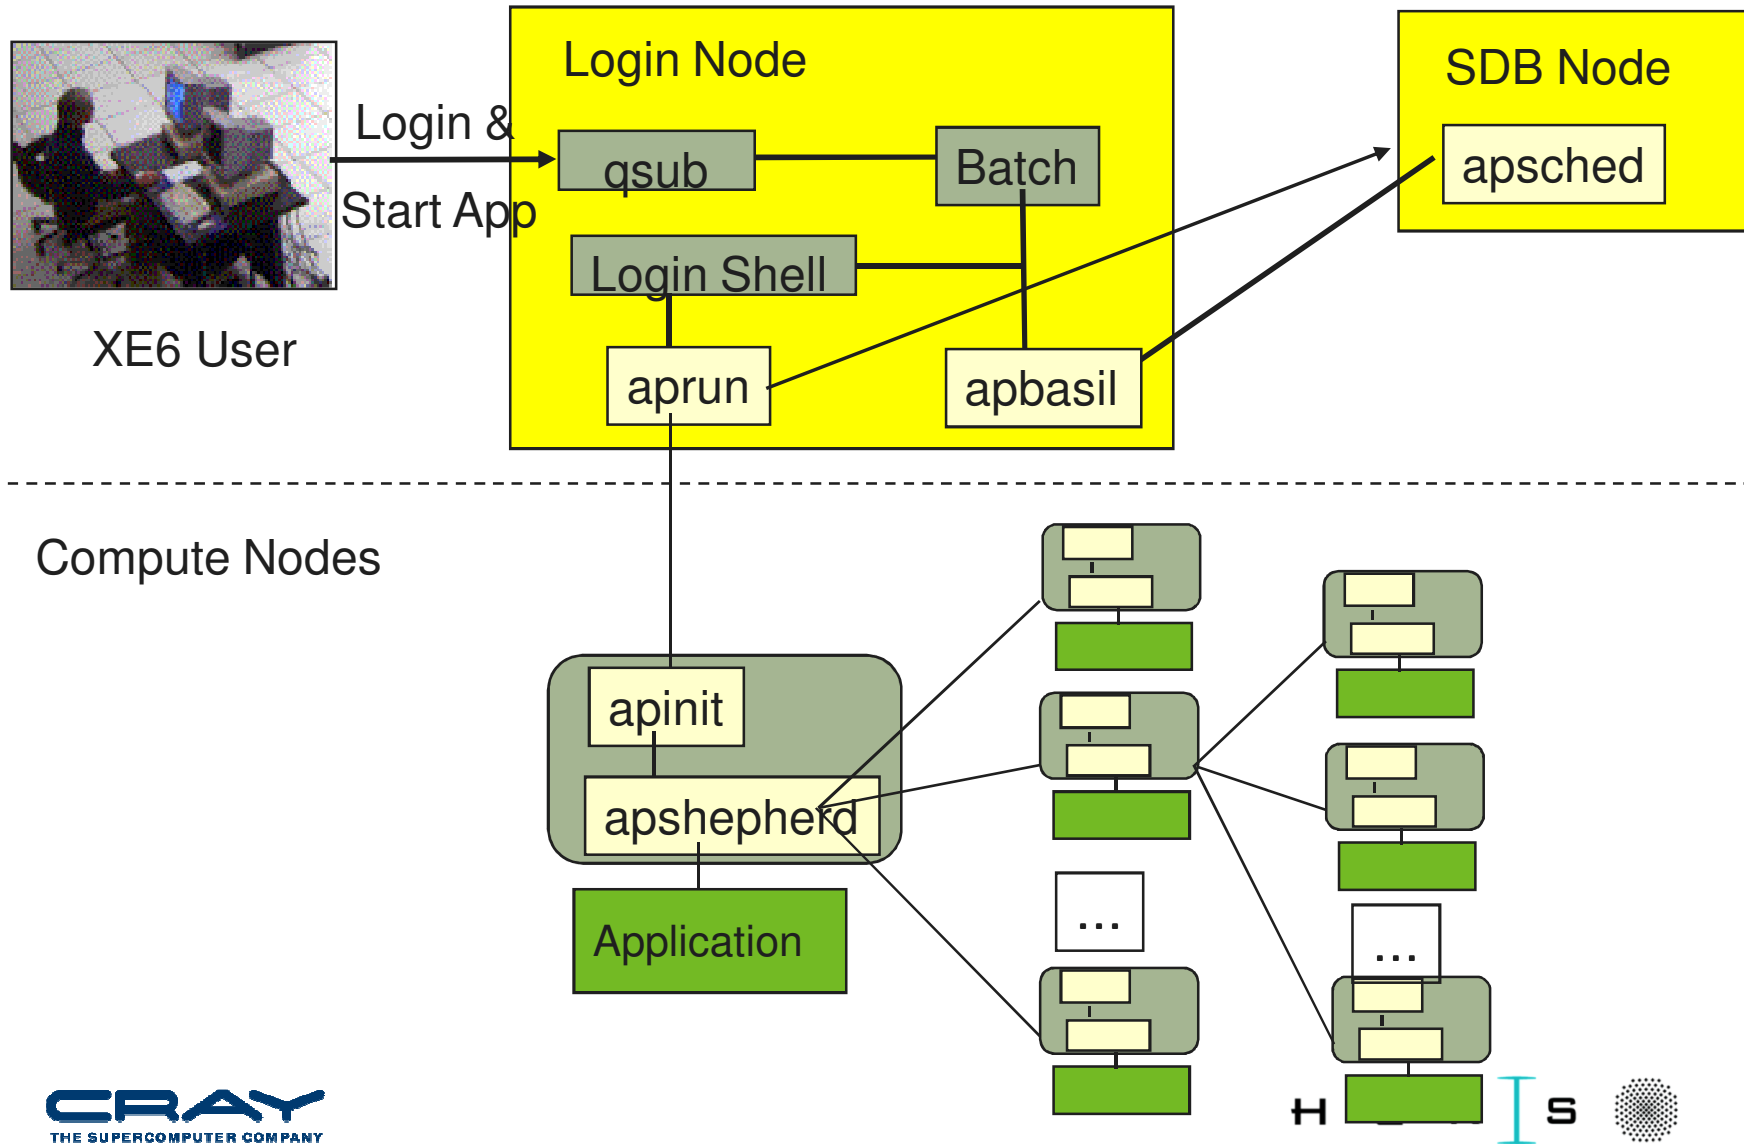 Login Node
SDB Node
Login &
qsub
Batch
apsched
Start App
Login Shell
XE6 User
aprun
apbasil
Compute Nodes
apinit
apshepherd
...
Application
...
CRAY
THE SUPERCOMPUTER COMPANY
H
S